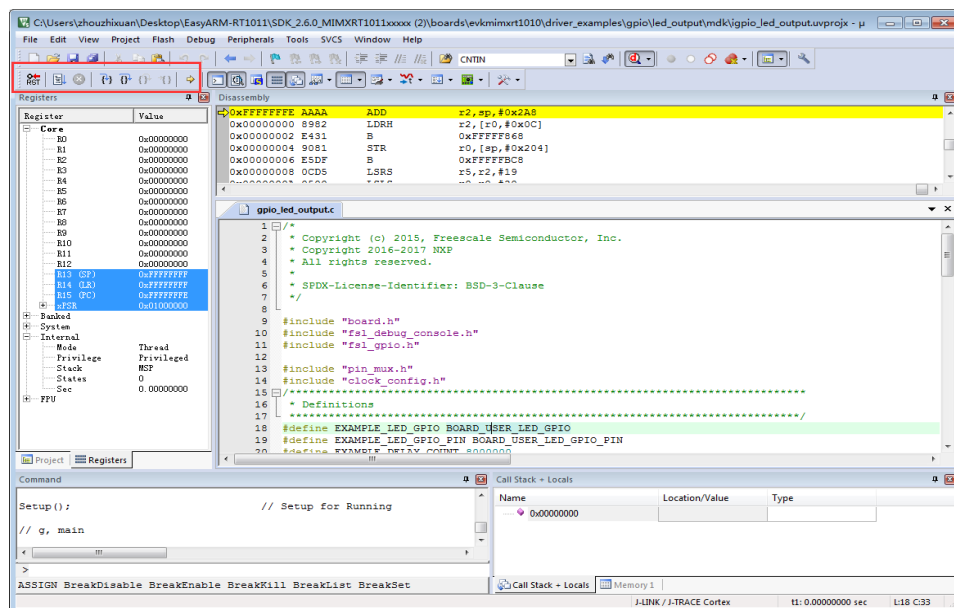 C:\Users\zhouzhixuan\Desktop\EasyARM-RT1011\SDK_2.6.0_MIMXRT1011xxxxx (2)\boards\evkmimxrt1010\driver_examples\gpio\led_output\mdk\igpio_led_output.uvprojx - µ
File Edit View Project Flash Debug Peripherals Tools SVCS Window Help
CNTIN
RST
Registers
Register Value
Core
R0 0x00000000
R1 0x00000000
R2 0x00000000
R3 0x00000000
R4 0x00000000
R5 0x00000000
R6 0x00000000
R7 0x00000000
R8 0x00000000
R9 0x00000000
R10 0x00000000
R11 0x00000000
R12 0x00000000
R13 (SP) 0xFFFFFFFF
R14 (LR) 0xFFFFFFFF
R15 (PC) 0xFFFFFFFE
xPSR 0x01000000
Banked
System
Internal
Mode Thread
Privilege Privileged
Stack MSP
States 0
Sec 0.00000000
FPU
Project Registers
Disassembly
0xFFFFFFFE AAAA ADD r2,sp,#0x2A8
0x00000000 8982 LDRH r2,[r0,#0x0C]
0x00000002 E431 B 0xFFFFF868
0x00000004 9081 STR r0,[sp,#0x204]
0x00000006 E5DF B 0xFFFFFBC8
0x00000008 0CD5 LSRS r5,r2,#19
gpio_led_output.c
1 /*
2 * Copyright (c) 2015, Freescale Semiconductor, Inc.
3 * Copyright 2016-2017 NXP
4 * All rights reserved.
5 *
6 * SPDX-License-Identifier: BSD-3-Clause
7 */
8
9 #include "board.h"
10 #include "fsl_debug_console.h"
11 #include "fsl_gpio.h"
12
13 #include "pin_mux.h"
14 #include "clock_config.h"
15 /*******************************************************************************
16 * Definitions
17 ******************************************************************************/
18 #define EXAMPLE_LED_GPIO BOARD_USER_LED_GPIO
19 #define EXAMPLE_LED_GPIO_PIN BOARD_USER_LED_GPIO_PIN
20 #define EXAMPLE_DELAY_COUNT 8000000
Command
Setup(); // Setup for Running
// g, main
>
ASSIGN BreakDisable BreakEnable BreakKill BreakList BreakSet
Call Stack + Locals
Name Location/Value Type
0x00000000
Call Stack + Locals Memory 1
J-LINK / J-TRACE Cortex t1: 0.00000000 sec L:18 C:33